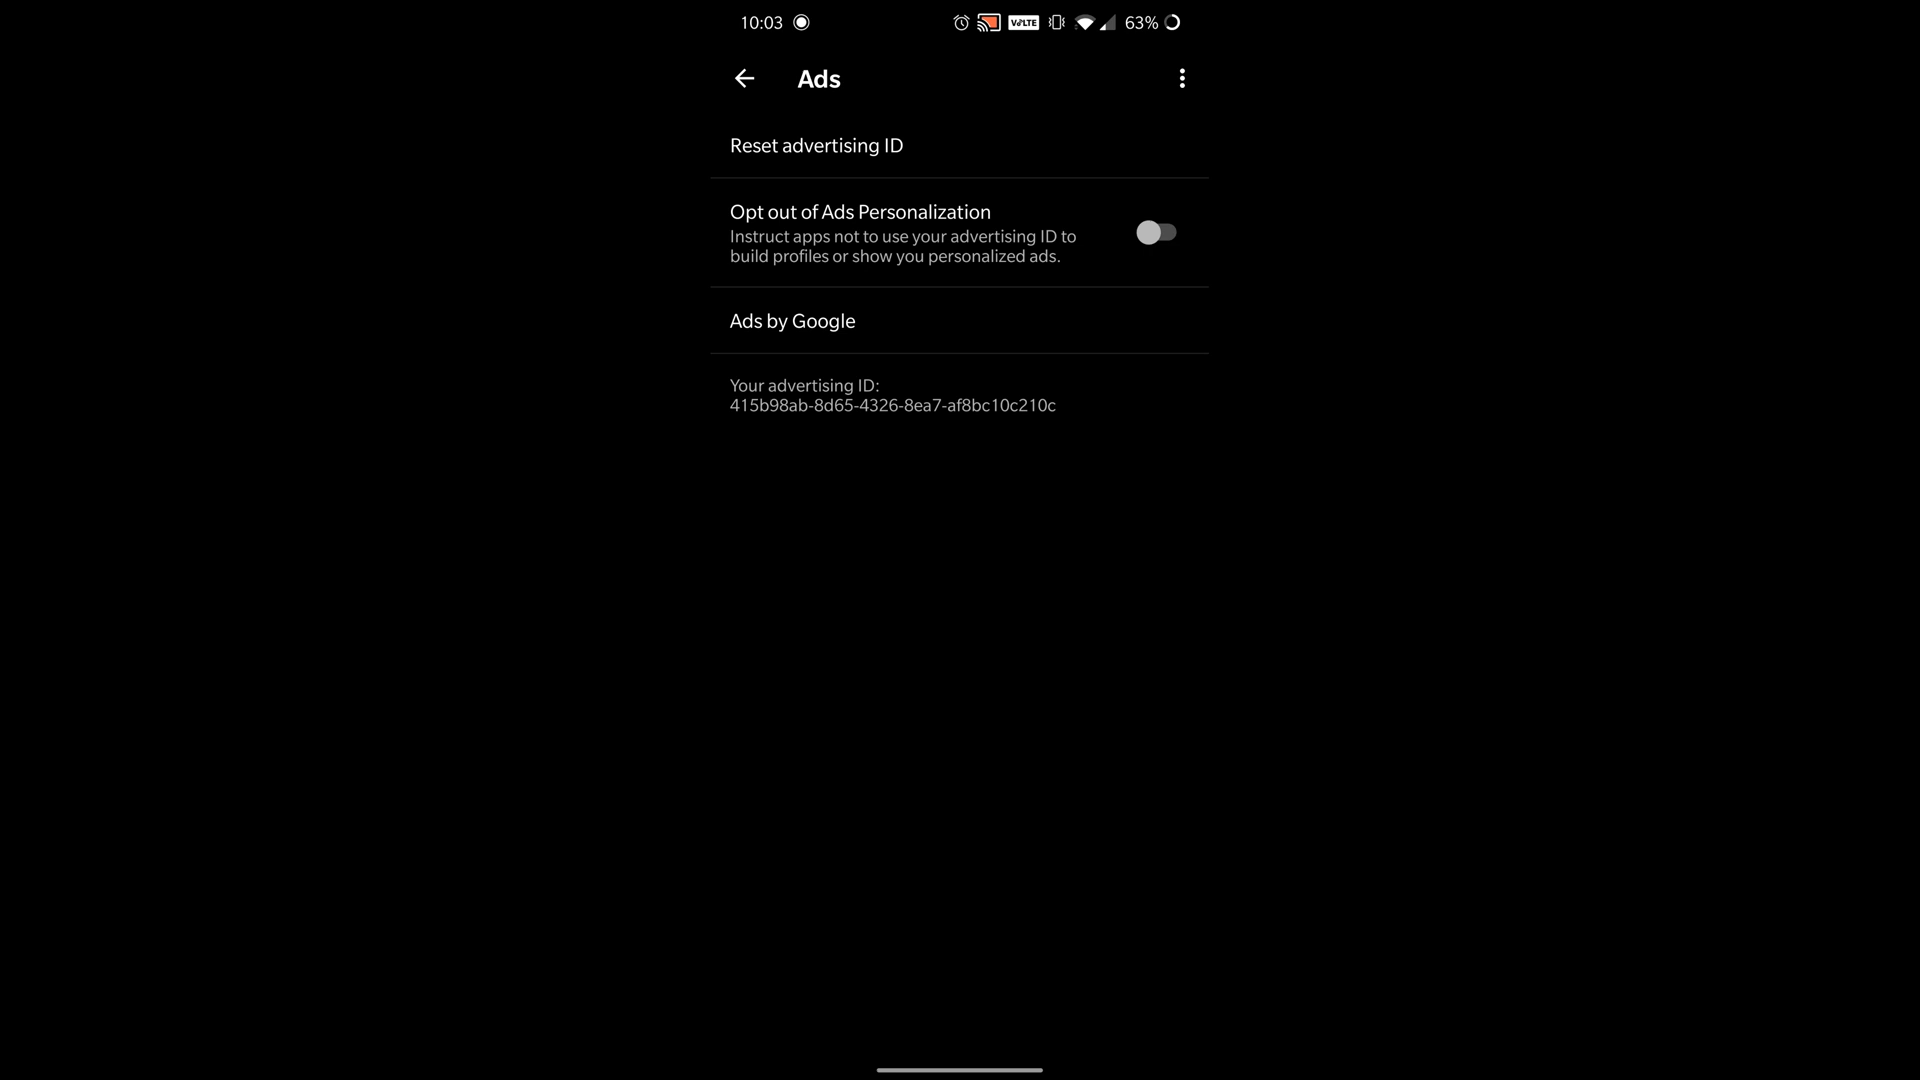 10:03
VoLTE
63%
Ads
Reset advertising ID
Opt out of Ads Personalization
Instruct apps not to use your advertising ID to
build profiles or show you personalized ads.
Ads by Google
Your advertising ID:
415b98ab-8d65-4326-8ea7-af8bc10c210c